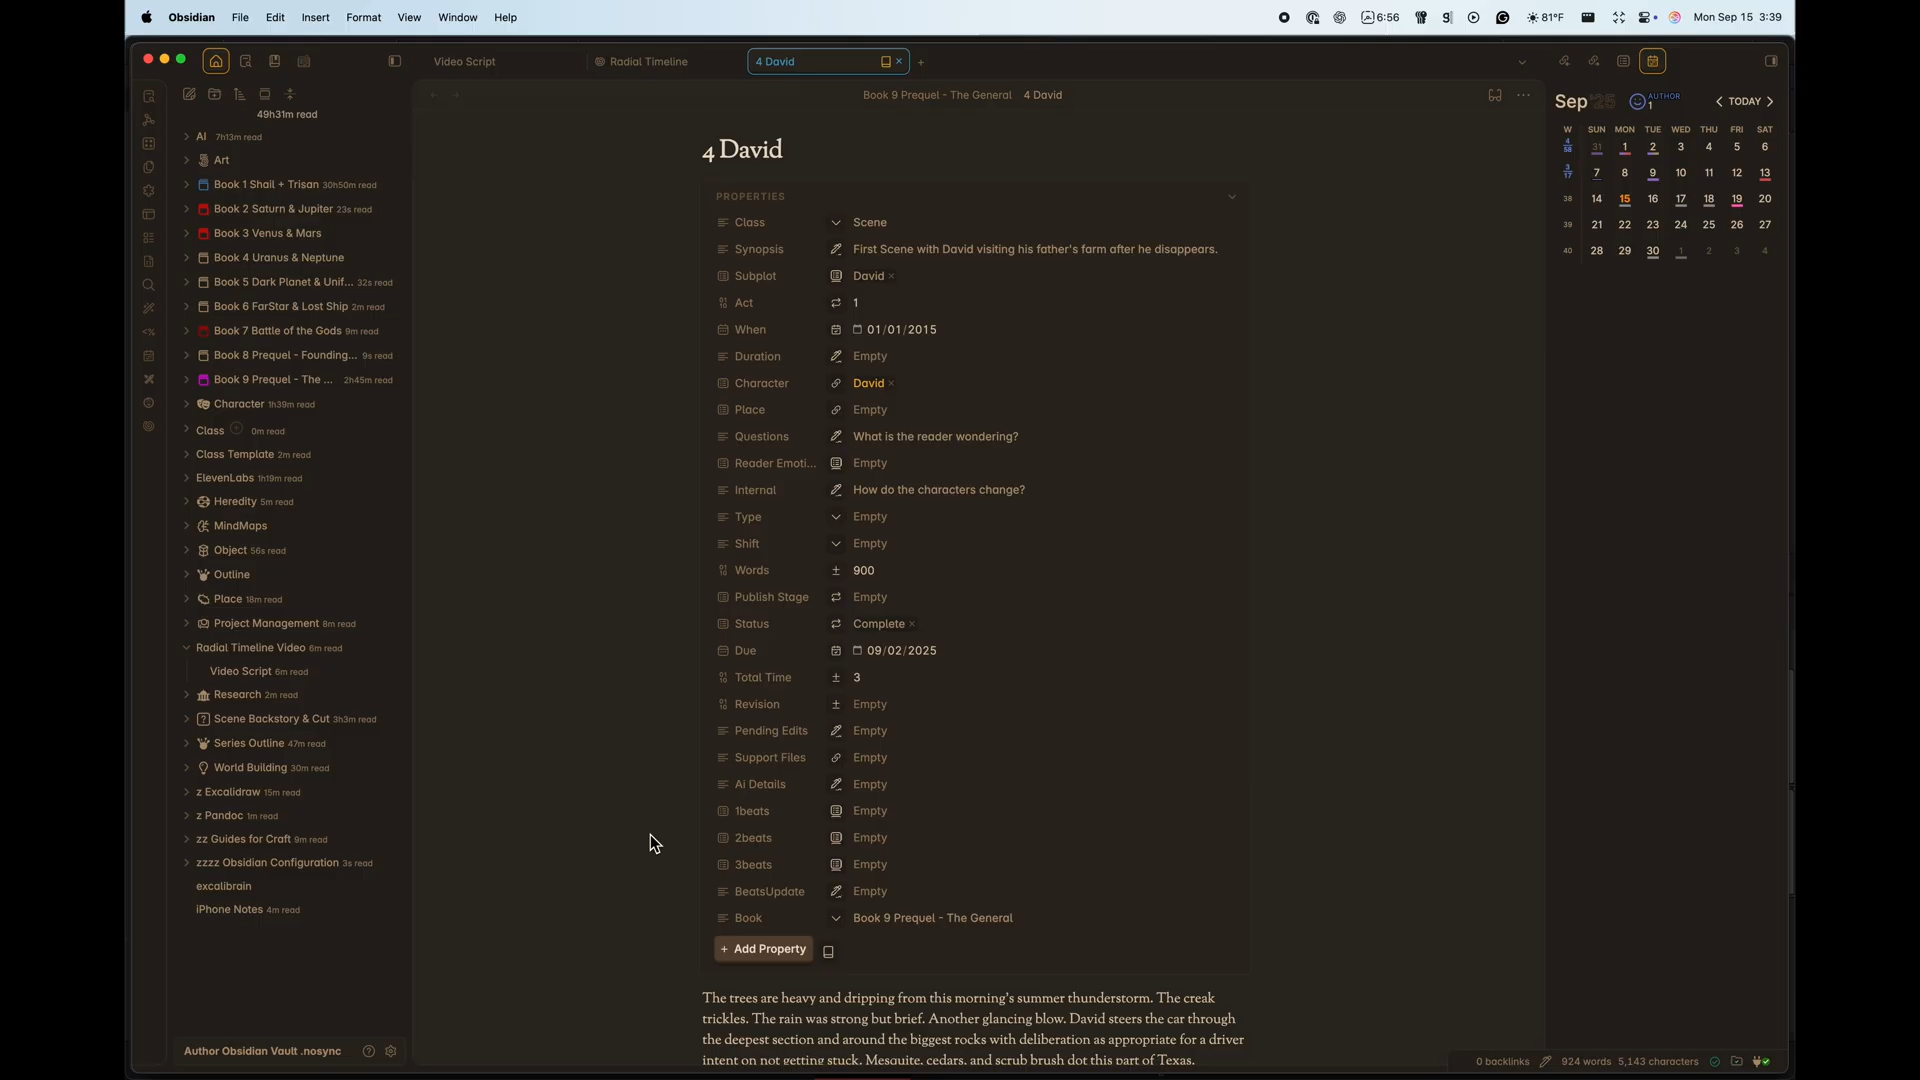 Obsidian File Edit Insert Format View Window Help
6:56 81°F Mon Sep 15 3:39
Video Script
Radial Timeline
4 David
Book 9 Prequel - The General 4 David
49h31m read
AI 7h13m read
Art
Book 1 Shail + Trisan 30h50m read
Book 2 Saturn & Jupiter 23s read
Book 3 Venus & Mars
Book 4 Uranus & Neptune
Book 5 Dark Planet & Unif... 32s read
Book 6 FarStar & Lost Ship 2m read
Book 7 Battle of the Gods 9m read
Book 8 Prequel - Founding... 9s read
Book 9 Prequel - The ... 2h45m read
Character 1h39m read
Class 0m read
Class Template 2m read
ElevenLabs 1h19m read
Heredity 5m read
MindMaps
Object 56s read
Outline
Place 18m read
Project Management 8m read
Radial Timeline Video 6m read
Video Script 6m read
Research 2m read
Scene Backstory & Cut 3h3m read
Series Outline 47m read
World Building 30m read
z Excalidraw 15m read
z Pandoc 1m read
zz Guides for Craft 9m read
zzzz Obsidian Configuration 3s read
excalibrain
iPhone Notes 4m read
Author Obsidian Vault .nosync
4 David
PROPERTIES
Class Scene
Synopsis First Scene with David visiting his father's farm after he disappears.
Subplot David
Act 1
When 01/01/2015
Duration Empty
Character David
Place Empty
Questions What is the reader wondering?
Reader Emoti... Empty
Internal How do the characters change?
Type Empty
Shift Empty
Words 900
Publish Stage Empty
Status Complete
Due 09/02/2025
Total Time 3
Revision Empty
Pending Edits Empty
Support Files Empty
Ai Details Empty
1beats Empty
2beats Empty
3beats Empty
BeatsUpdate Empty
Book Book 9 Prequel - The General
+ Add Property
The trees are heavy and dripping from this morning's summer thunderstorm. The creak
trickles. The rain was strong but brief. Another glancing blow. David steers the car through
the deepest section and around the biggest rocks with deliberation as appropriate for a driver
intent on not getting stuck. Mesquite, cedars, and scrub brush dot this part of Texas.
Sep '25 AUTHOR 1 TODAY
W SUN MON TUE WED THU FRI SAT
4 58 31 1 2 3 4 5 6
3 17 7 8 9 10 11 12 13
38 14 15 16 17 18 19 20
39 21 22 23 24 25 26 27
40 28 29 30 1 2 3 4
0 backlinks 924 words 5,143 characters